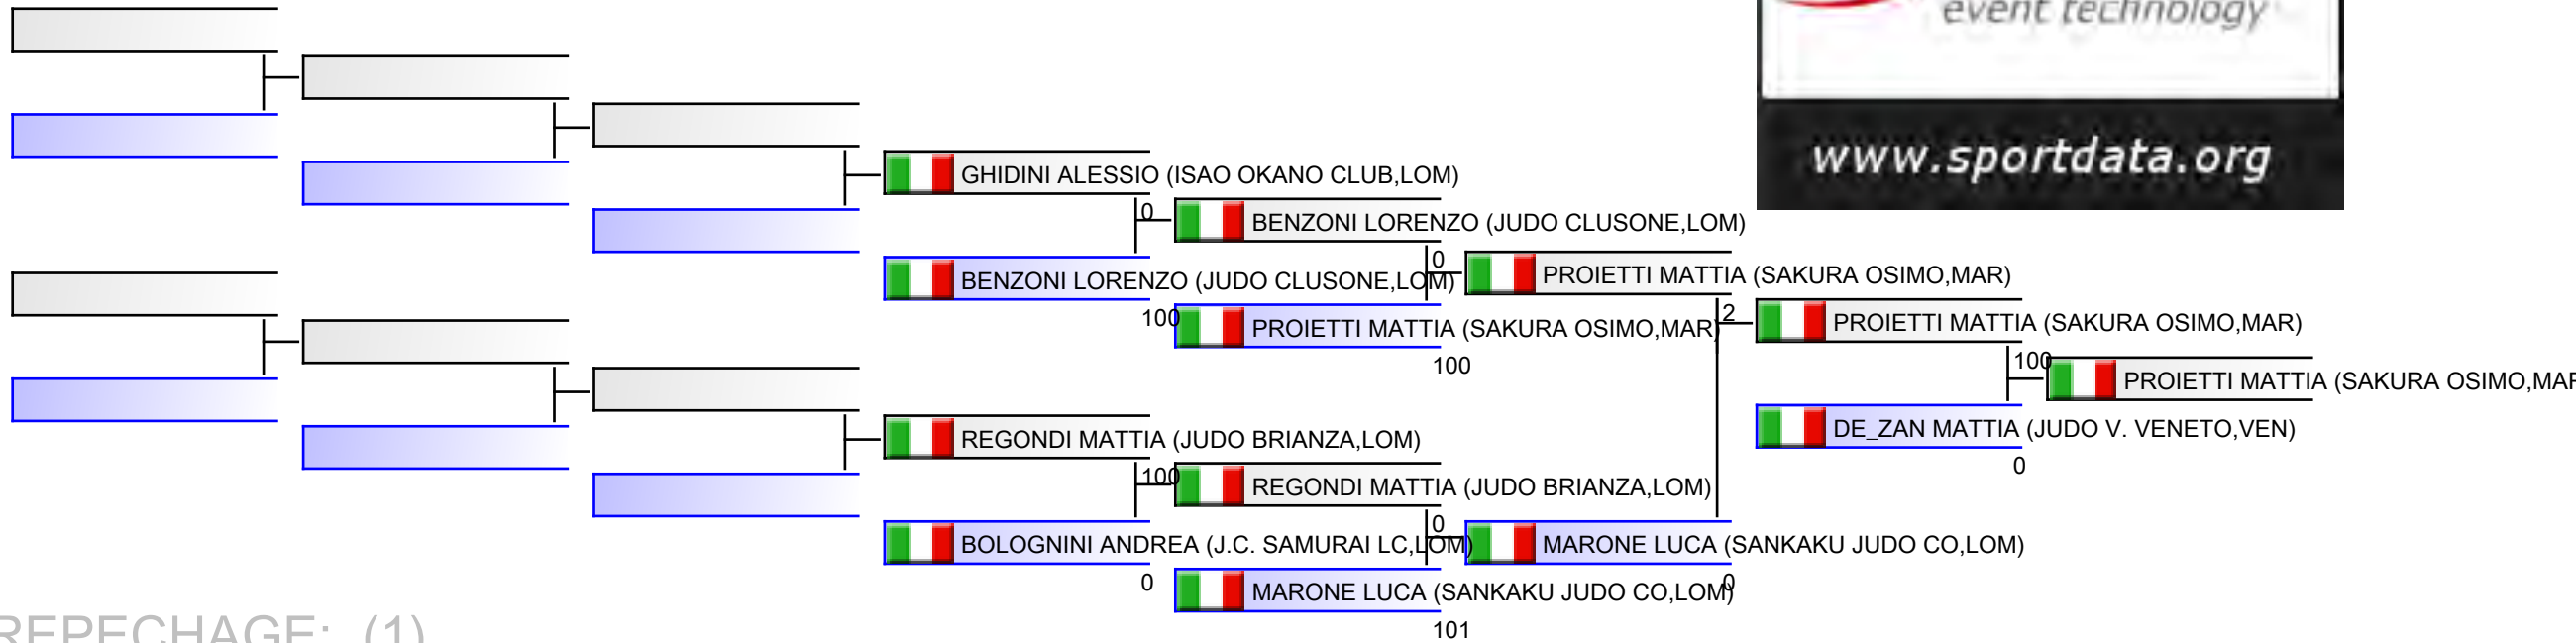 event technology
www.sportdata.org
GHIDINI ALESSIO (ISAO OKANO CLUB,LOM)
0
BENZONI LORENZO (JUDO CLUSONE,LOM)
0
BENZONI LORENZO (JUDO CLUSONE,LOM)
100
PROIETTI MATTIA (SAKURA OSIMO,MAR)
PROIETTI MATTIA (SAKURA OSIMO,MAR)
100
2
PROIETTI MATTIA (SAKURA OSIMO,MAR)
100
PROIETTI MATTIA (SAKURA OSIMO,MAR
DE_ZAN MATTIA (JUDO V. VENETO,VEN)
0
REGONDI MATTIA (JUDO BRIANZA,LOM)
100
REGONDI MATTIA (JUDO BRIANZA,LOM)
0
BOLOGNINI ANDREA (J.C. SAMURAI LC,LOM)
0
MARONE LUCA (SANKAKU JUDO CO,LOM)
0
MARONE LUCA (SANKAKU JUDO CO,LOM)
101
REPECHAGE: (1)